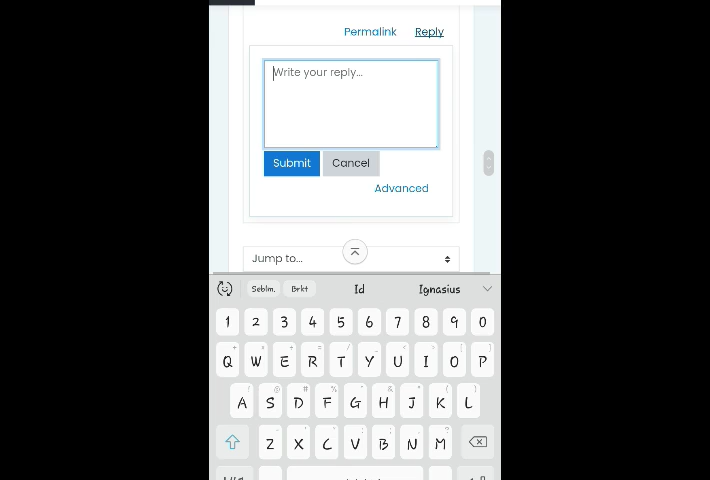 Permalink Reply
Write your reply...
Submit Cancel
Advanced
Jump to...
Seblm. Brkt Id Ignasius
1 2 3 4 5 6 7 8 9 0
Q W E R T Y U I O P
A S D F G H J K L
Z X C V B N M